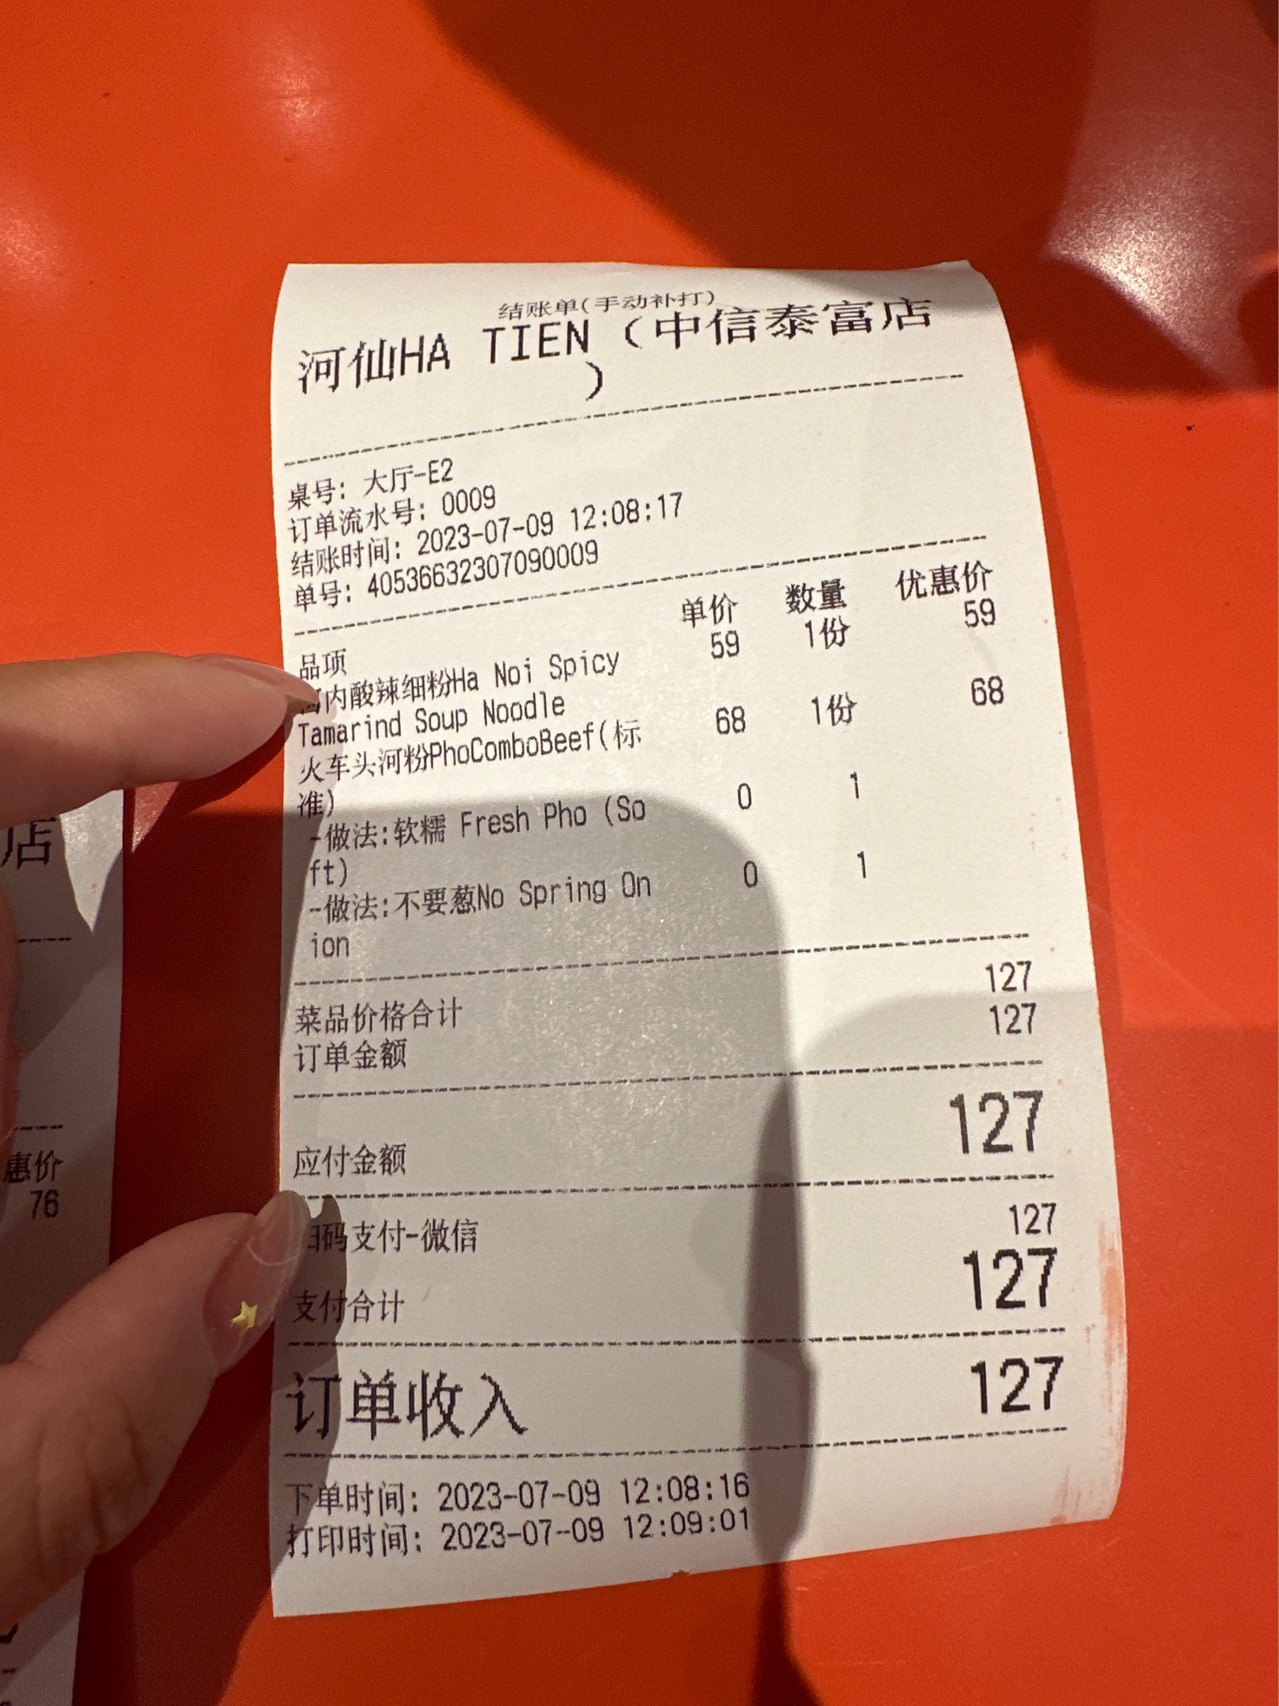 结账单(手动补打)
河仙HA TIEN（中信泰富店
）
桌号: 大厅-E2
订单流水号: 0009
结账时间: 2023-07-09 12:08:17
单号: 40536632307090009
品项 单价 数量 优惠价
内酸辣细粉Ha Noi Spicy 59 1份 59
Tamarind Soup Noodle
火车头河粉PhoComboBeef(标 68 1份 68
准)
-做法:软糯 Fresh Pho (So 0 1
ft)
-做法:不要葱No Spring On 0 1
ion
菜品价格合计 127
订单金额 127
应付金额 127
码支付-微信 127
支付合计 127
订单收入 127
下单时间: 2023-07-09 12:08:16
打印时间: 2023-07-09 12:09:01
店
惠价
76